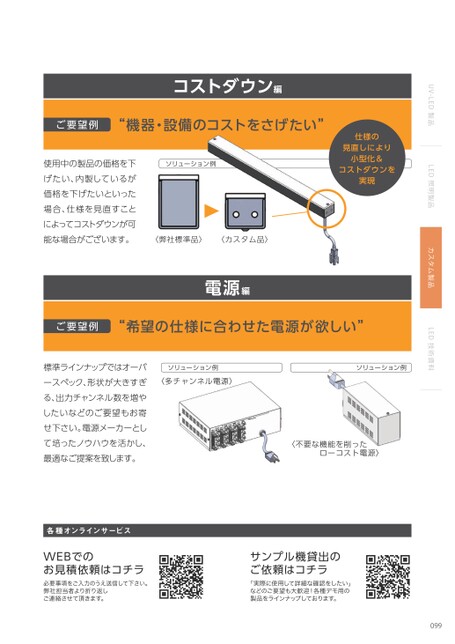 コストダウン編
ご要望例
“機器・設備のコストをさげたい”
仕様の
見直しにより
小型化＆
コストダウンを
実現
使用中の製品の価格を下
げたい、内製しているが
価格を下げたいといった
場合、仕様を見直すこと
によってコストダウンが可
能な場合がございます。
ソリューション例
〈弊社標準品〉
〈カスタム品〉
電源編
ご要望例
“希望の仕様に合わせた電源が欲しい”
標準ラインナップではオーバ
ースペック、形状が大きすぎ
る、出力チャンネル数を増や
したいなどのご要望もお寄
せ下さい。電源メーカーとし
て培ったノウハウを活かし、
最適なご提案を致します。
ソリューション例
〈多チャンネル電源〉
ソリューション例
〈不要な機能を削った
ローコスト電源〉
各種オンラインサービス
WEBでの
お見積依頼はコチラ
必要事項をご入力のうえ送信して下さい。
弊社担当者より折り返し
ご連絡させて頂きます。
サンプル機貸出の
ご依頼はコチラ
「実際に使用して詳細な確認をしたい」
などのご要望も大歓迎！各種デモ用の
製品をラインナップしております。
UV-LED 製品
LED 照明製品
カスタム製品
LED 技術資料
099